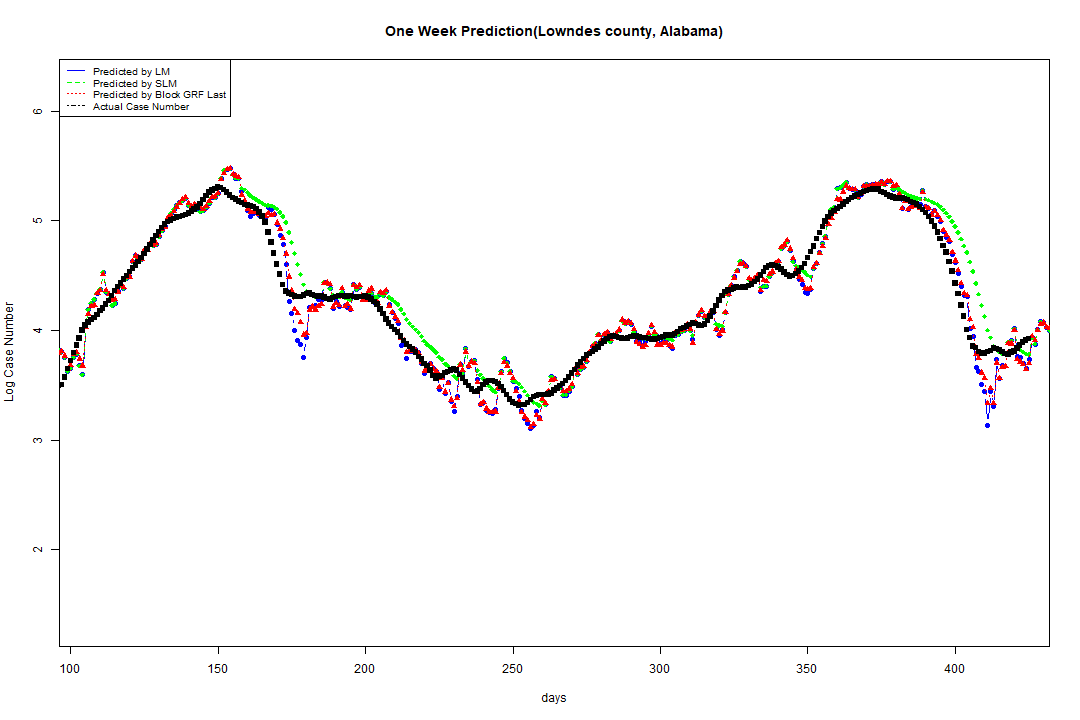 One Week Prediction(Lowndes county, Alabama)
Predicted by LM
Predicted by SLM
Predicted by Block GRF Last
Actual Case Number
6
5
4
3
2
Log Case Number
100 150 200 250 300 350 400
days